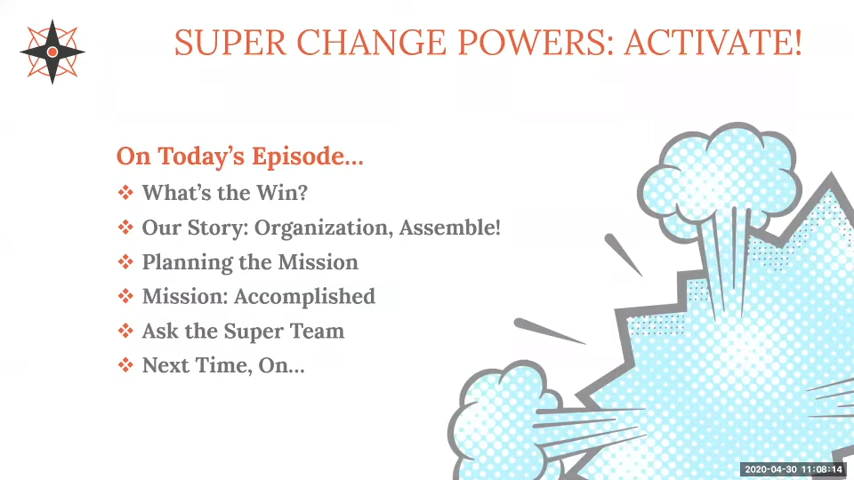 SUPER CHANGE POWERS: ACTIVATE!
On Today's Episode...
What's the Win?
Our Story: Organization, Assemble!
Planning the Mission
Mission: Accomplished
Ask the Super Team
Next Time, On...
2020-04-30 11:08:14